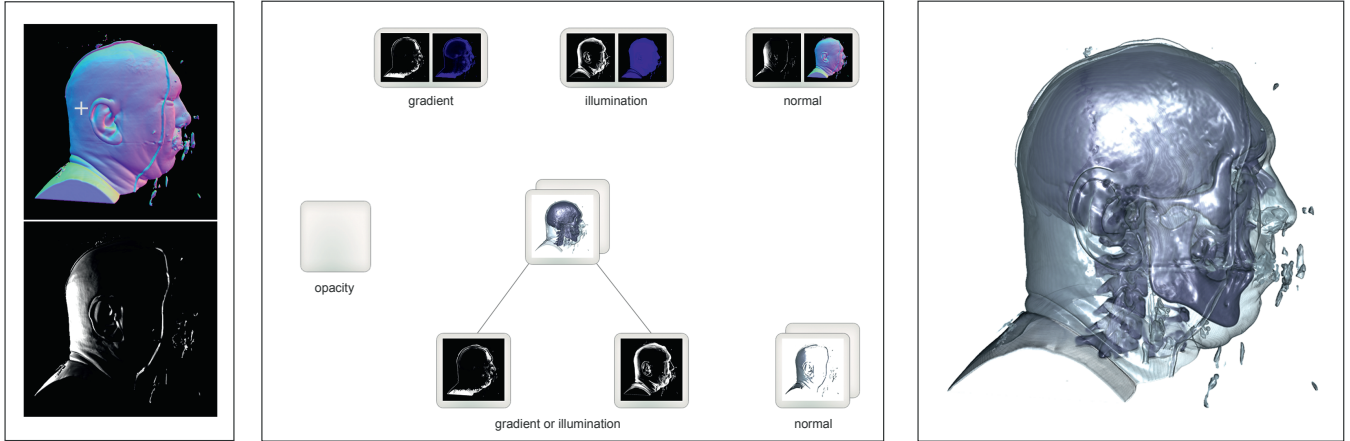 gradient
illumination
normal
opacity
gradient or illumination
normal